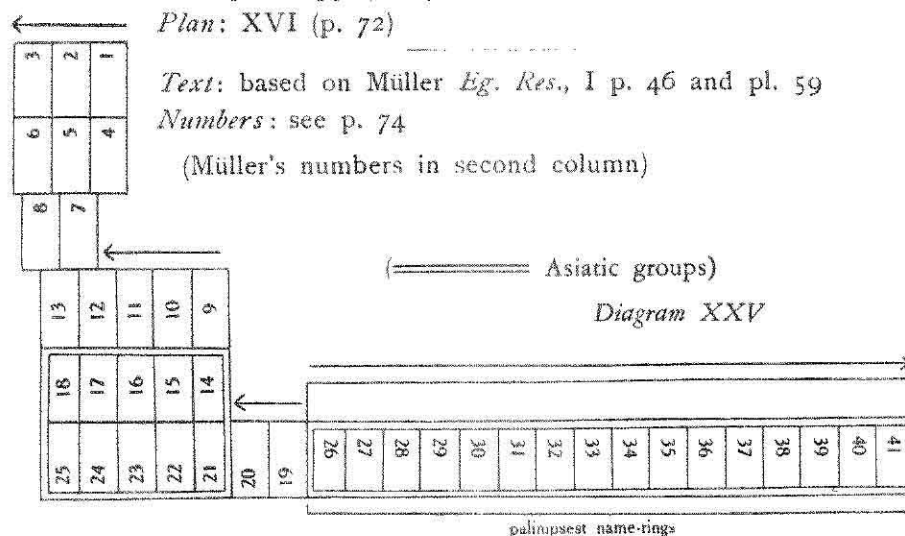 Plan: XVI (p. 72)
3 2 1
Text: based on Müller Eg. Res., I p. 46 and pl. 59
6 5 4
Numbers: see p. 74
(Müller's numbers in second column)
8 7
( Asiatic groups)
13 12 11 10 9
Diagram XXV
18 17 16 15 14
25 24 23 22 21 20 19 26 27 28 29 30 31 32 33 34 35 36 37 38 39 40 41
palimpsest name-rings